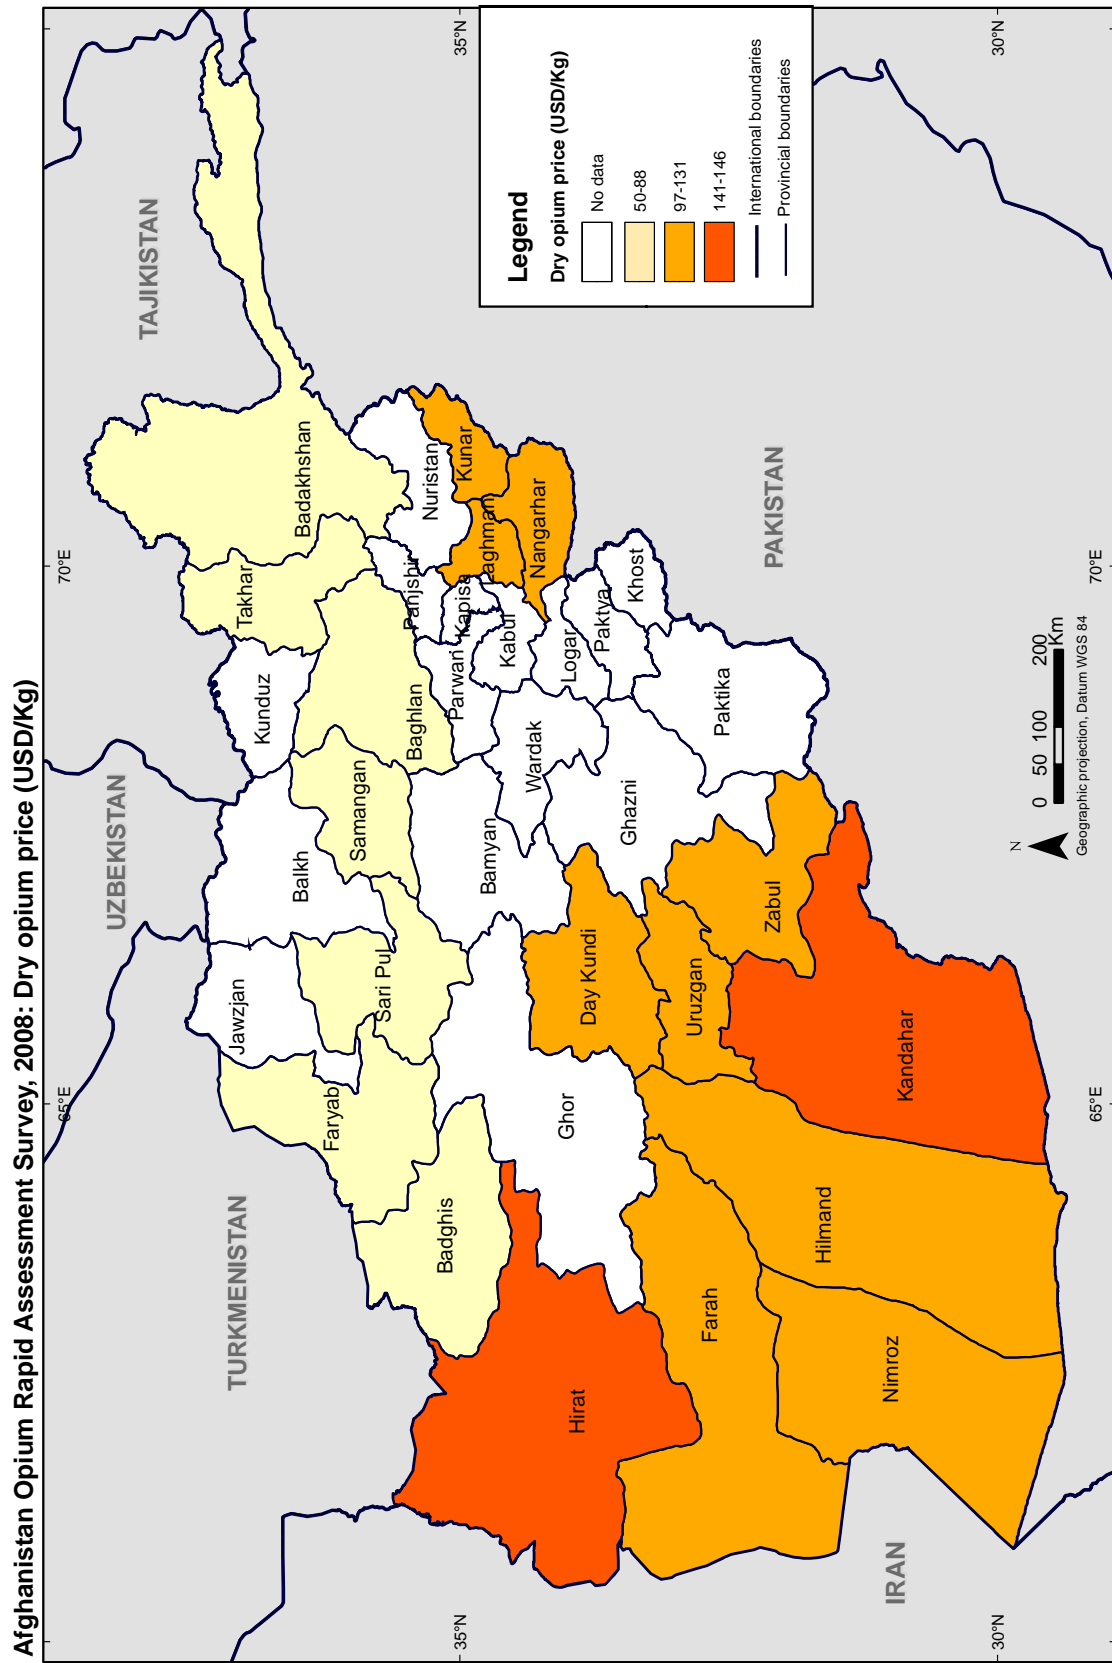 Afghanistan Opium Rapid Assessment Survey, 2008: Dry opium price (USD/Kg)
65°E
70°E
UZBEKISTAN
TAJIKISTAN
TURKMENISTAN
35°N
35°N
Jawzjan
Kunduz
Takhar
Balkh
Badakhshan
Faryab
Samangan
Sari Pul
Baghlan
Panjshir
Nuristan
Badghis
Parwan
Kapisa
Kunar
Bamyan
Laghman
Kabul
Wardak
Nangarhar
Hirat
Ghor
Day Kundi
Logar
Paktya
Ghazni
Khost
Farah
Uruzgan
Paktika
Zabul
PAKISTAN
Hilmand
Nimroz
Kandahar
IRAN
30°N
30°N
65°E
70°E
Legend
Dry opium price (USD/Kg)
No data
50-88
97-131
141-146
International boundaries
Provincial boundaries
N
0 50 100 200
Km
Geographic projection, Datum WGS 84